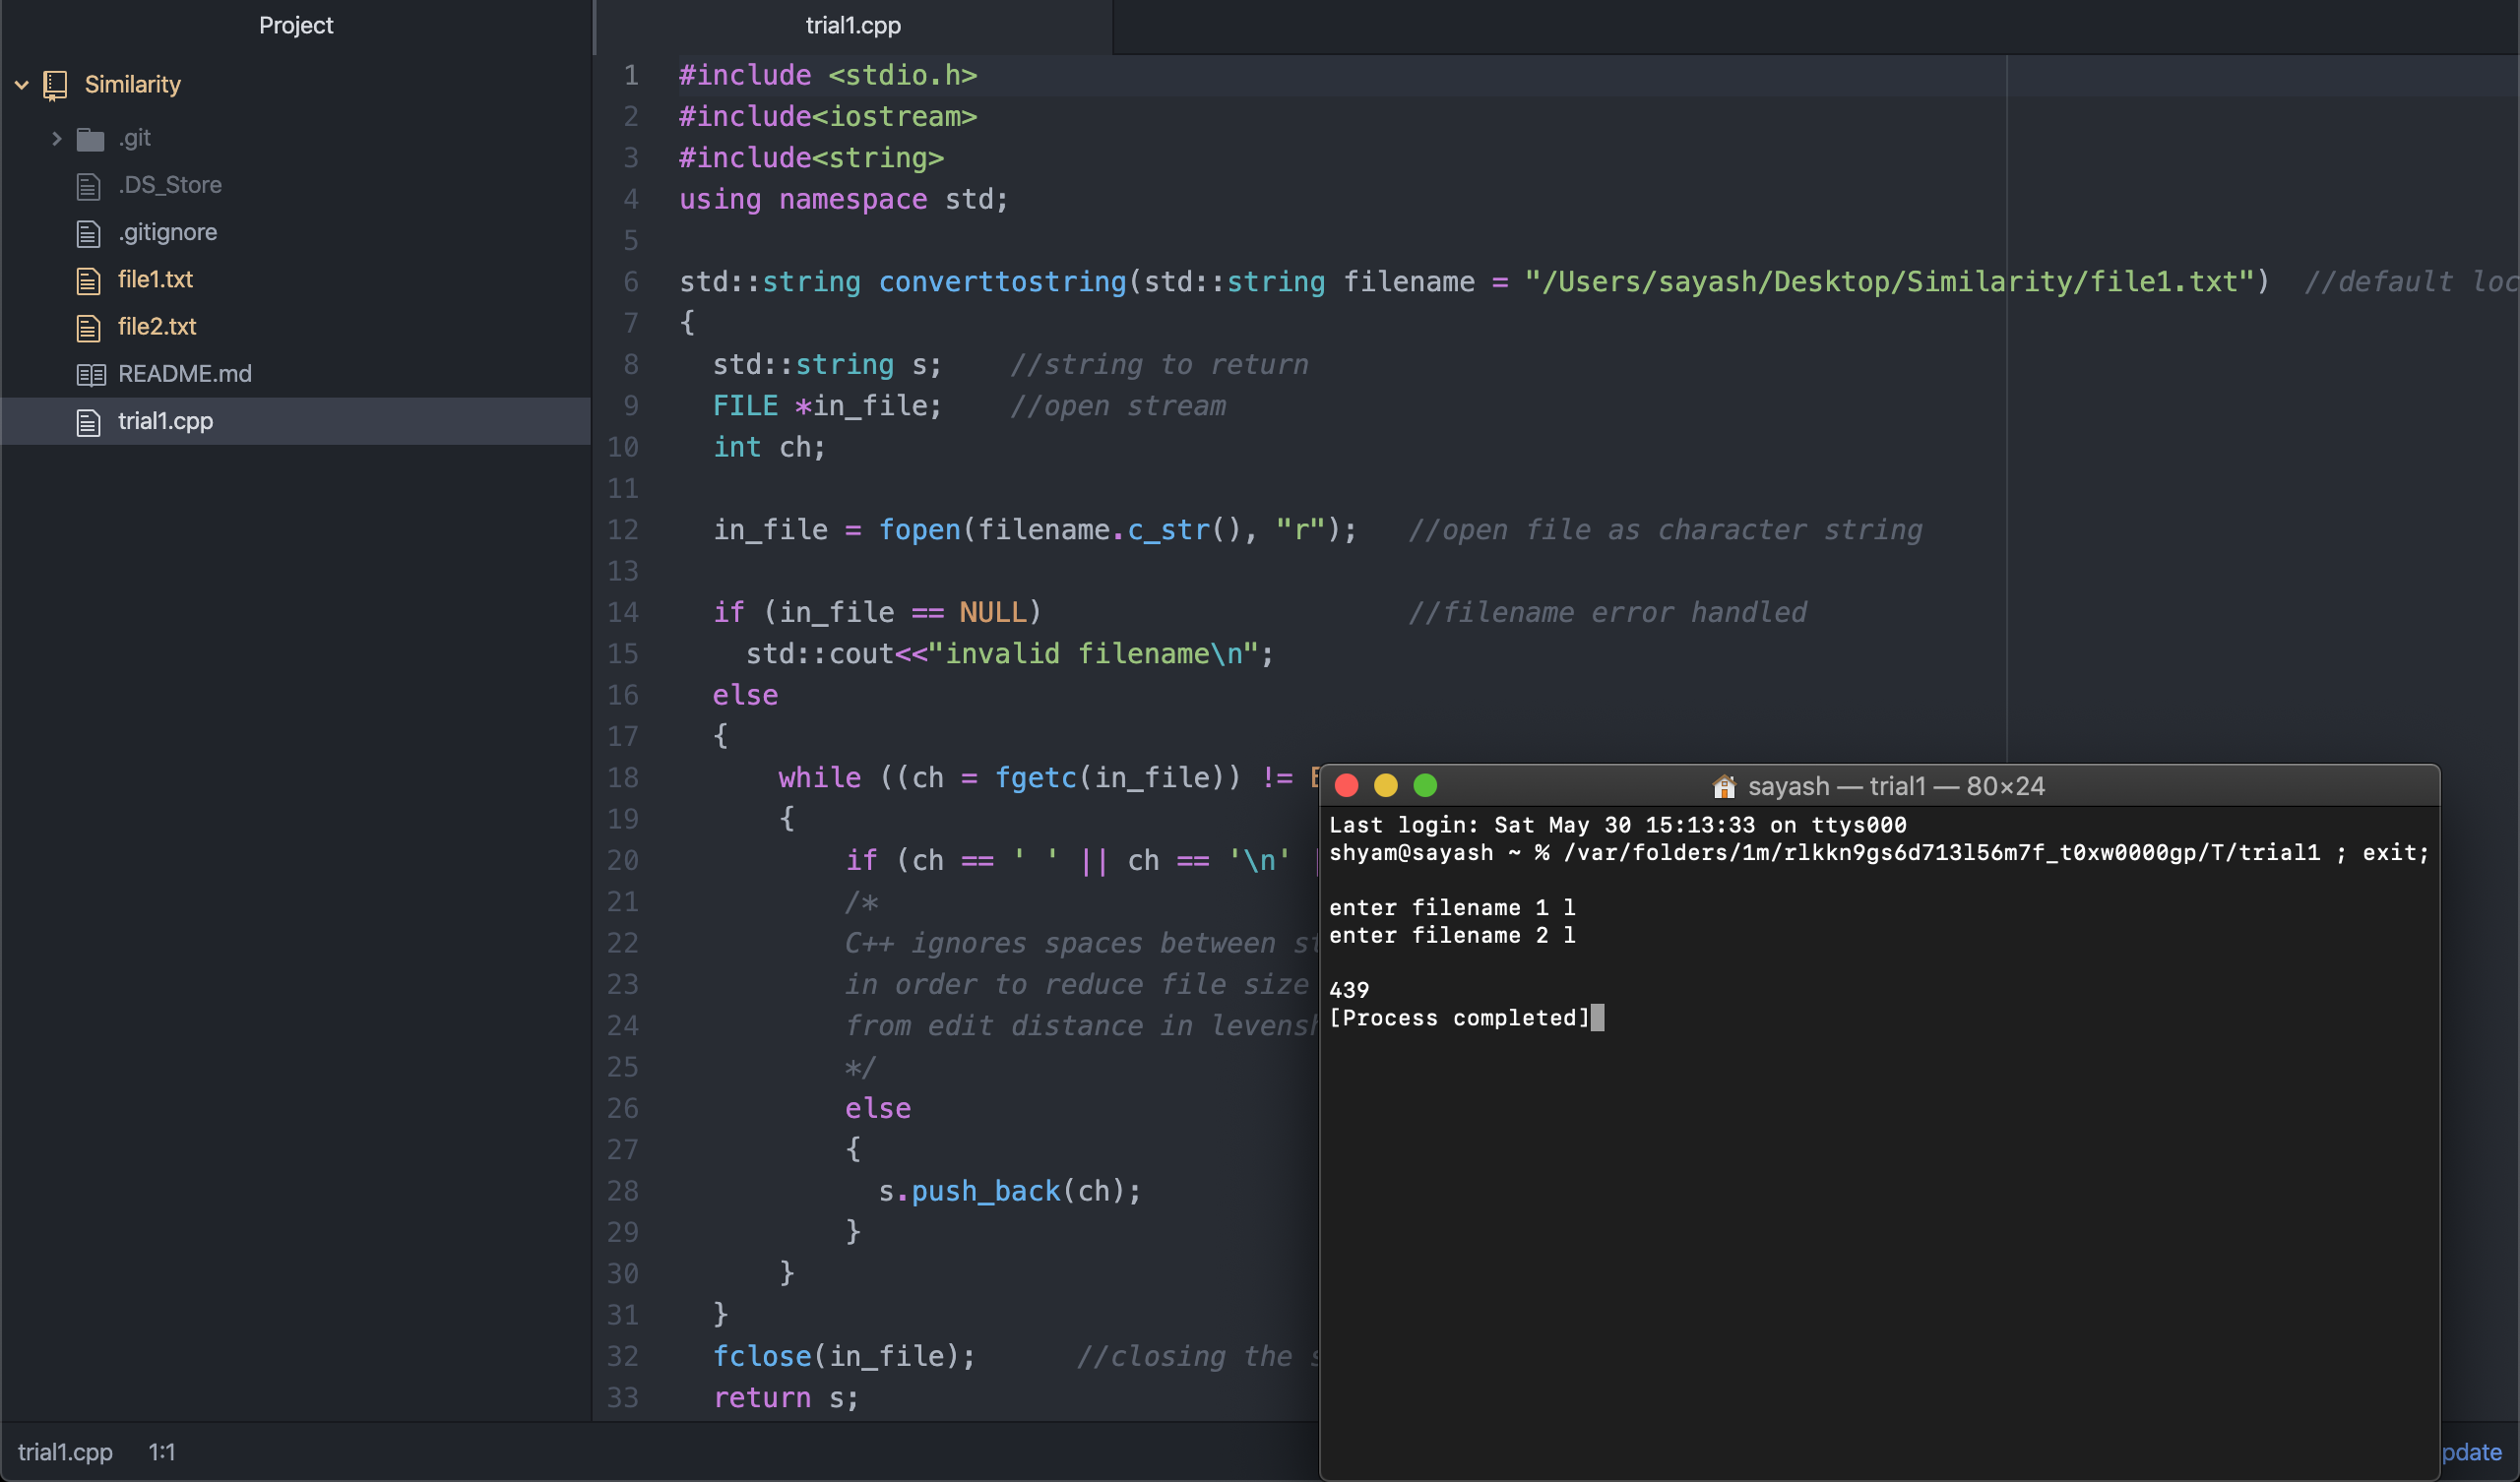 Project
Similarity
.git
.DS_Store
.gitignore
file1.txt
file2.txt
README.md
trial1.cpp
trial1.cpp
1 #include <stdio.h>
2 #include<iostream>
3 #include<string>
4 using namespace std;
5
6 std::string converttostring(std::string filename = "/Users/sayash/Desktop/Similarity/file1.txt")  //default loc
7 {
8   std::string s;    //string to return
9   FILE *in_file;    //open stream
10   int ch;
11
12   in_file = fopen(filename.c_str(), "r");   //open file as character string
13
14   if (in_file == NULL)                      //filename error handled
15     std::cout<<"invalid filename\n";
16   else
17   {
18       while ((ch = fgetc(in_file)) !=
19       {
20           if (ch == ' ' || ch == '\n'
21           /*
22           C++ ignores spaces between
23           in order to reduce file size
24           from edit distance in
25           */
26           else
27           {
28             s.push_back(ch);
29           }
30       }
31   }
32   fclose(in_file);      //closing the
33   return s;
sayash — trial1 — 80×24
Last login: Sat May 30 15:13:33 on ttys000
shyam@sayash ~ % /var/folders/1m/rlkkn9gs6d713l56m7f_t0xw0000gp/T/trial1 ; exit;
enter filename 1 l
enter filename 2 l
439
[Process completed]
trial1.cpp 1:1
pdate